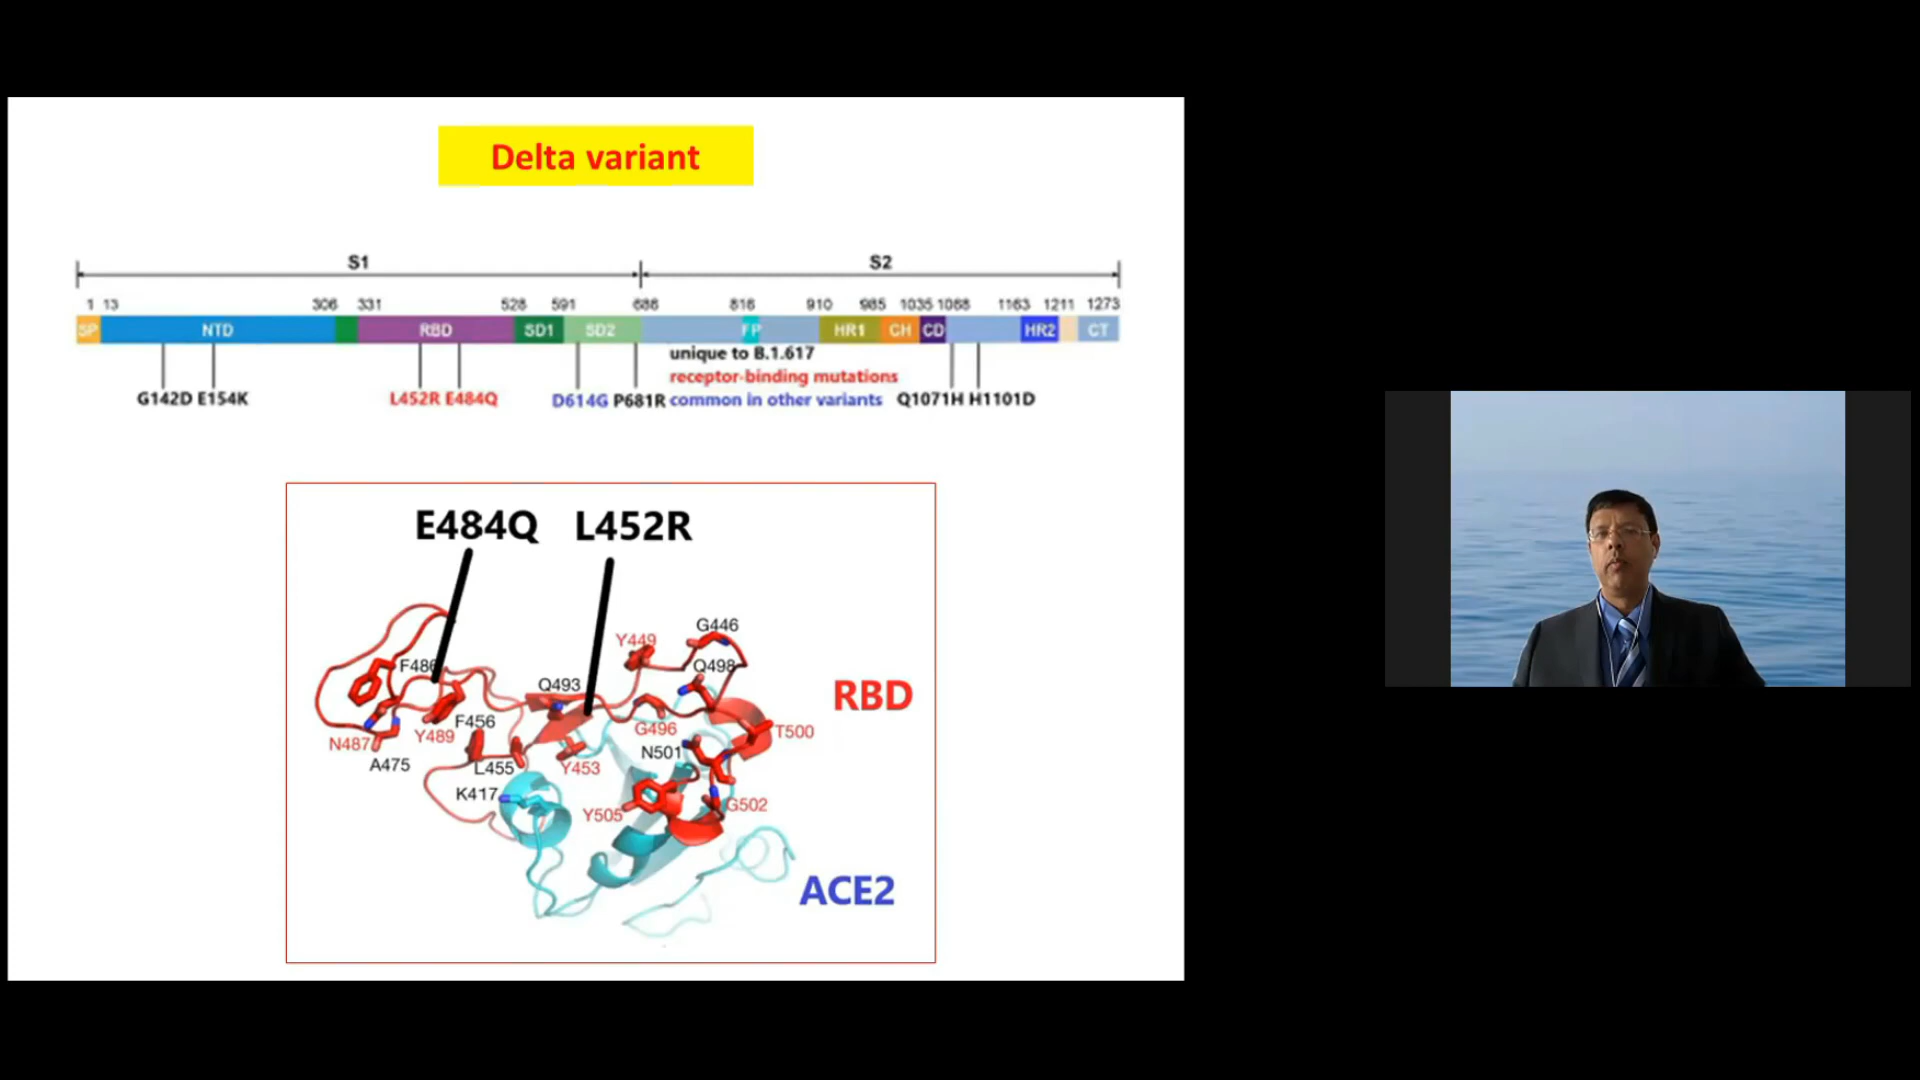 Delta variant
S1 S2
1 13 306 331 528 591 686 816 910 985 1035 1068 1163 1211 1273
SP NTD RBD SD1 SD2 FP HR1 CH CD HR2 CT
unique to B.1.617
receptor-binding mutations
G142D E154K L452R E484Q D614G P681R common in other variants Q1071H H1101D
E484Q L452R
G446
Y449
F486 Q498
Q493
RBD
F456
N487 Y489 G496 T500
N501
A475 L455 Y453
K417
Y505 G502
ACE2